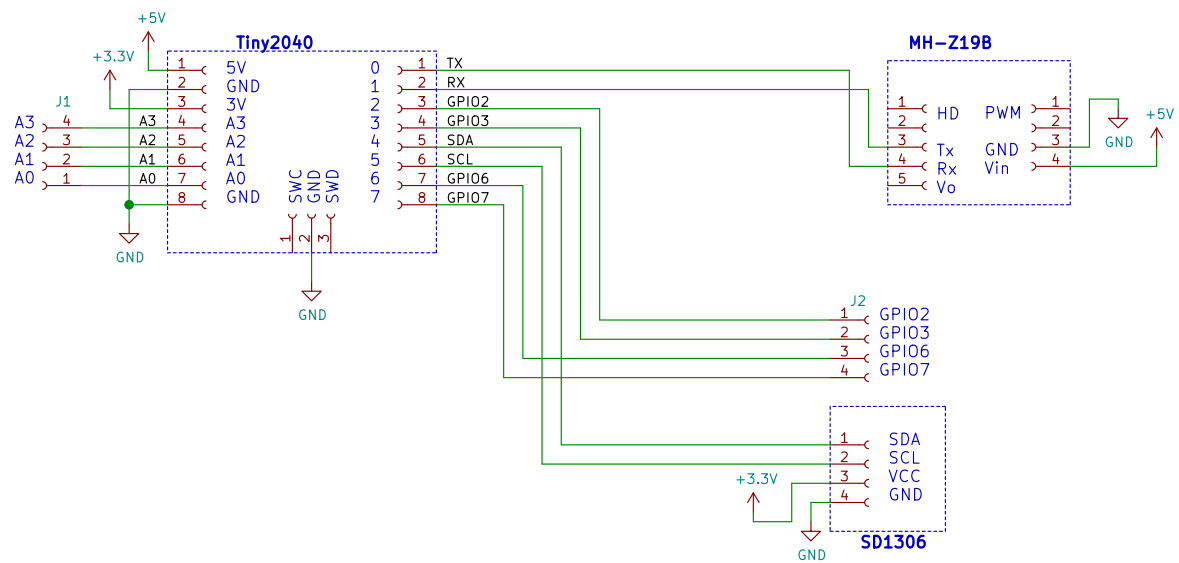 +5V
Tiny2040
MH-Z19B
+3.3V
1 5V 0 1 TX
2 GND 1 2 RX
J1
3 3V 2 3 GPIO2
1 HD PWM 1
+5V
A3 4 A3 4 A3 3 4 GPIO3
2 2
GND
A2 3 A2 5 A2 4 5 SDA
3 Tx GND 3
A1 2 A1 6 A1 5 6 SCL
4 Rx Vin 4
A0 1 A0 7 A0 6 7 GPIO6
5 Vo
8 GND 7 8 GPIO7
SWC GND SWD
1 2 3
GND
GND
J2
1 GPIO2
2 GPIO3
3 GPIO6
4 GPIO7
1 SDA
2 SCL
+3.3V
3 VCC
4 GND
SD1306
GND